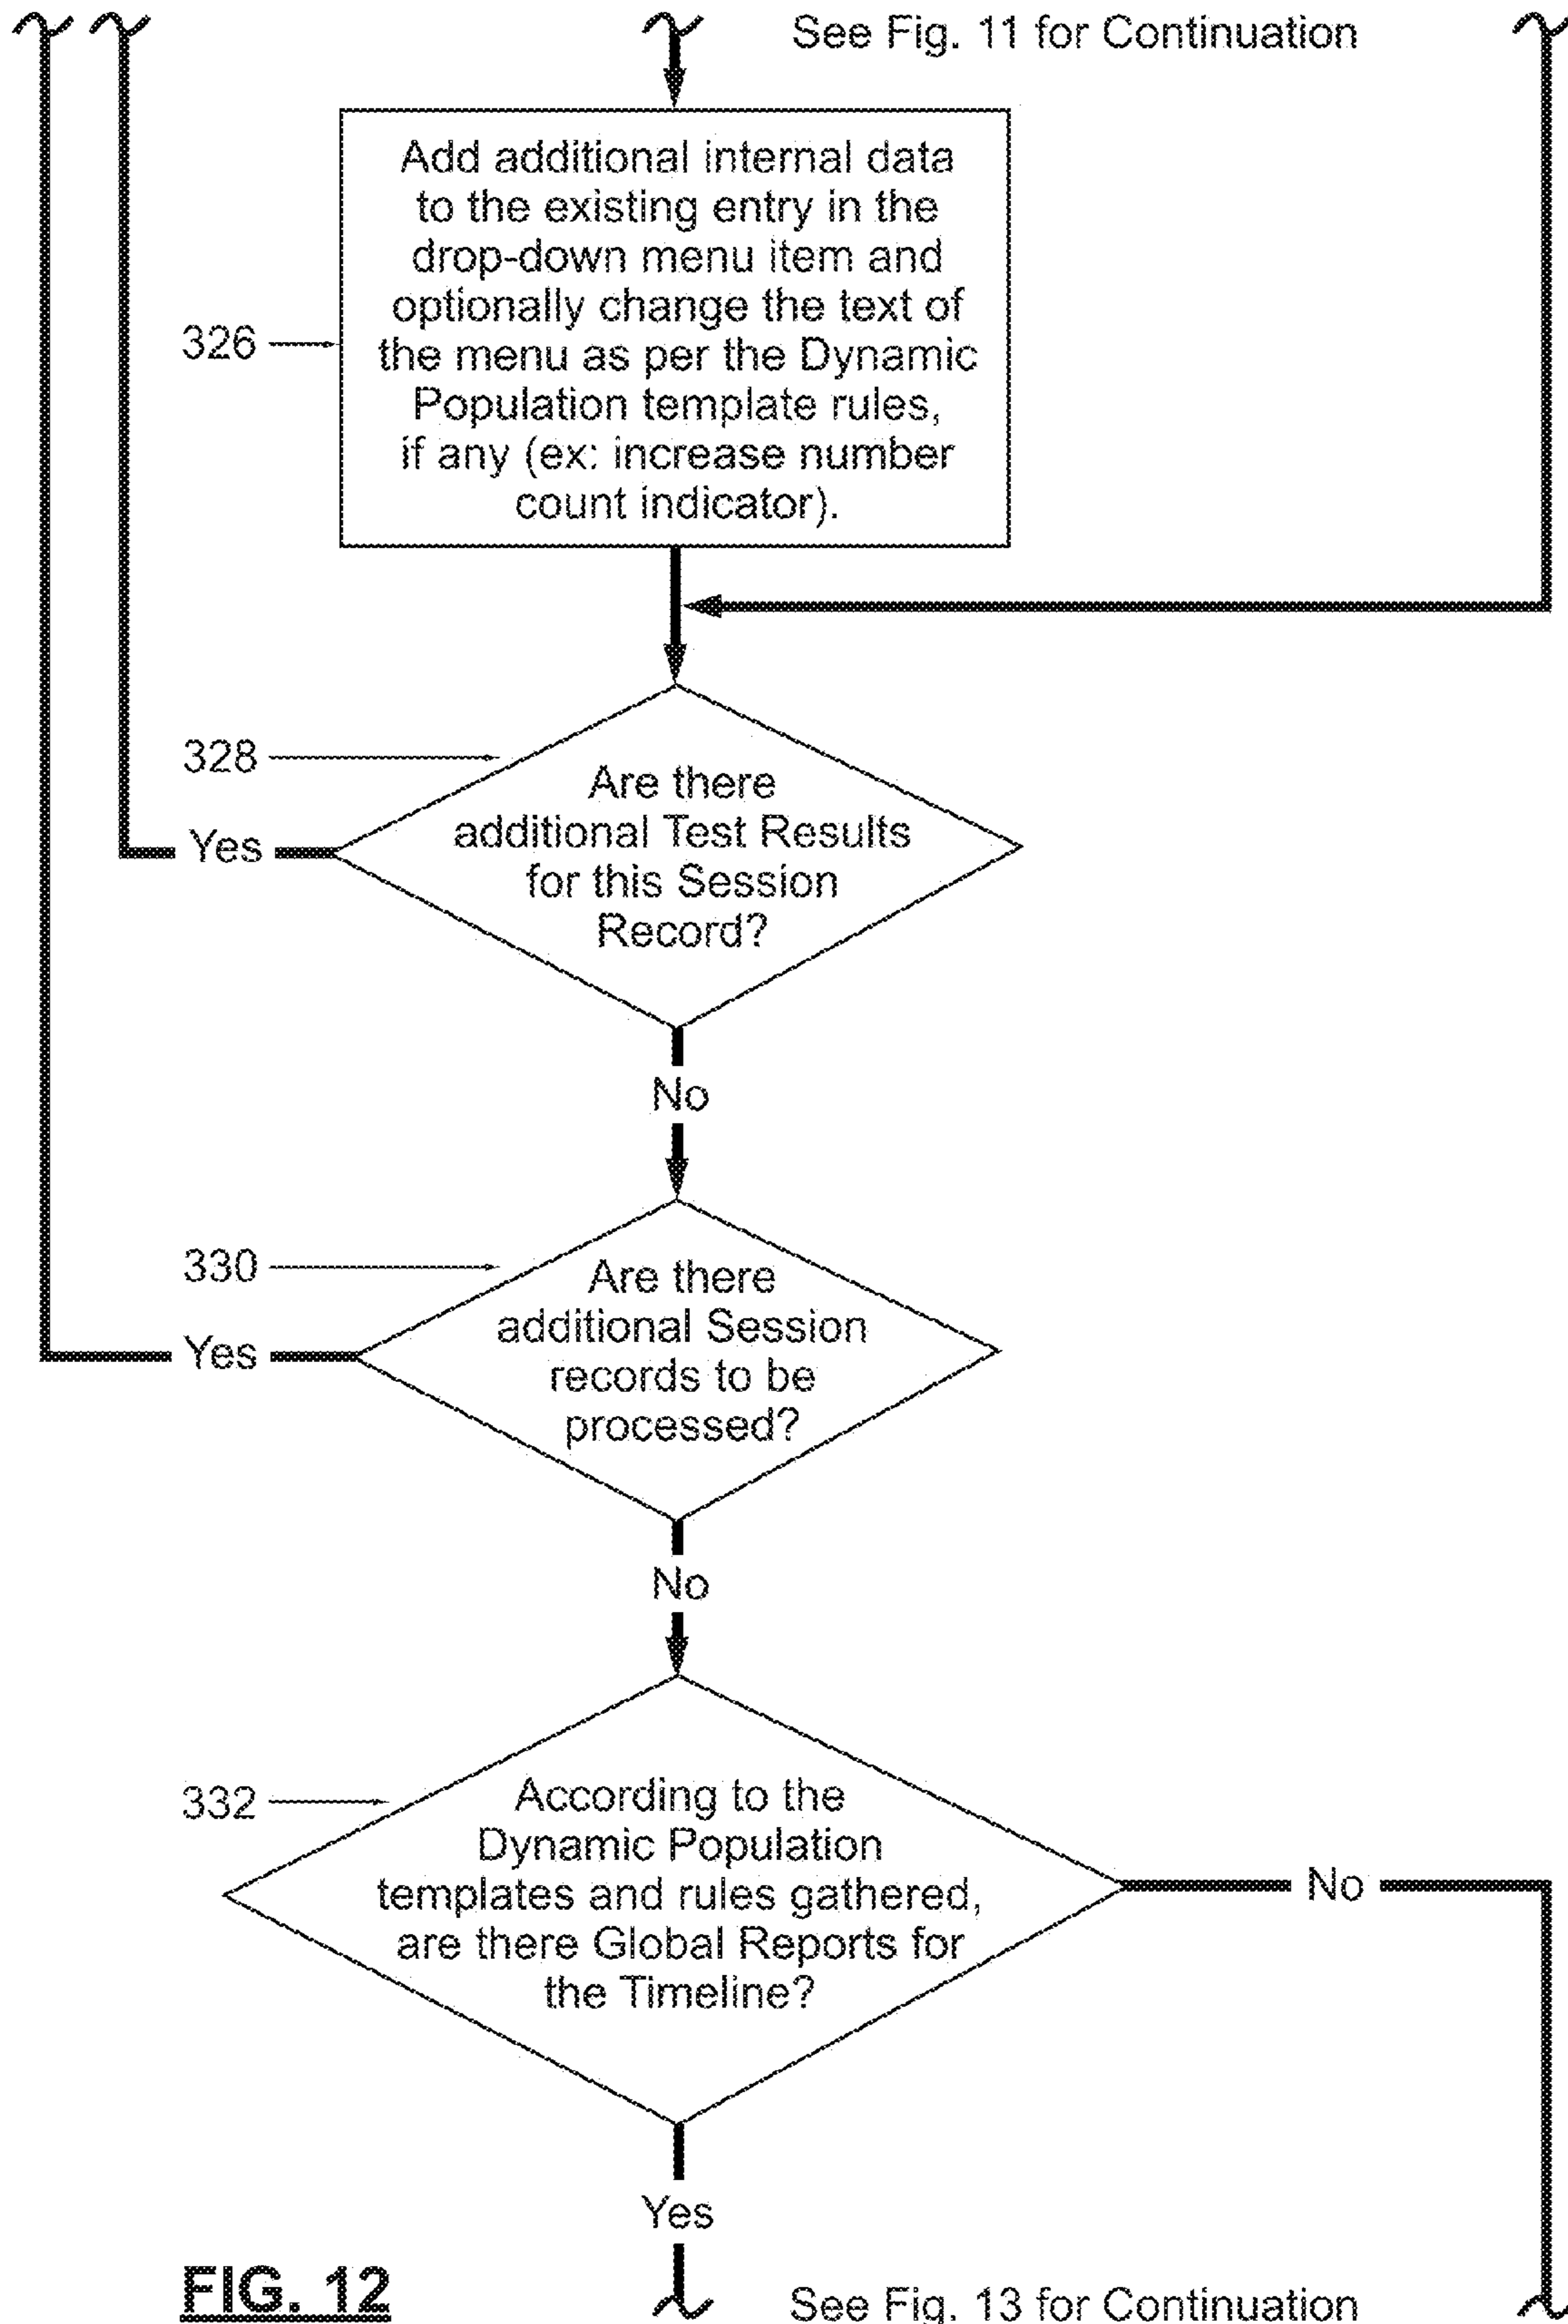 See Fig. 11 for Continuation
Add additional internal data
to the existing entry in the
drop-down menu item and
optionally change the text of
the menu as per the Dynamic
Population template rules,
if any (ex: increase number
count indicator).
326
328
Are there
additional Test Results
for this Session
Record?
Yes
No
330
Are there
additional Session
records to be
processed?
Yes
No
332
According to the
Dynamic Population
templates and rules gathered,
are there Global Reports for
the Timeline?
No
Yes
FIG. 12
See Fig. 13 for Continuation